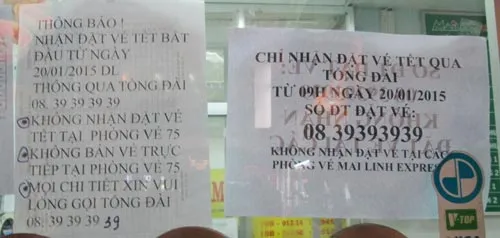 THÔNG BÁO !
NHẬN ĐẶT VÉ TẾT BẮT
ĐẦU TỪ NGÀY
20/01/2015 DL
THÔNG QUA TỔNG ĐÀI
08. 39 39 39 39
KHÔNG NHẬN ĐẶT VÉ
TẾT TẠI PHÒNG VÉ 75
KHÔNG BÁN VÉ TRỰC
TIẾP TẠI PHÒNG VÉ 75
MỌI CHI TIẾT XIN VUI
LÒNG GỌI TỔNG ĐÀI
08. 39 39 39 39
CHỈ NHẬN ĐẶT VÉ TẾT QUA
TỔNG ĐÀI
TỪ 09H NGÀY 20/01/2015
SỐ ĐT ĐẶT VÉ:
08 39393939
KHÔNG NHẬN ĐẶT VÉ TẠI CÁC
PHÒNG VÉ MAI LINH EXPRE
V-TOP